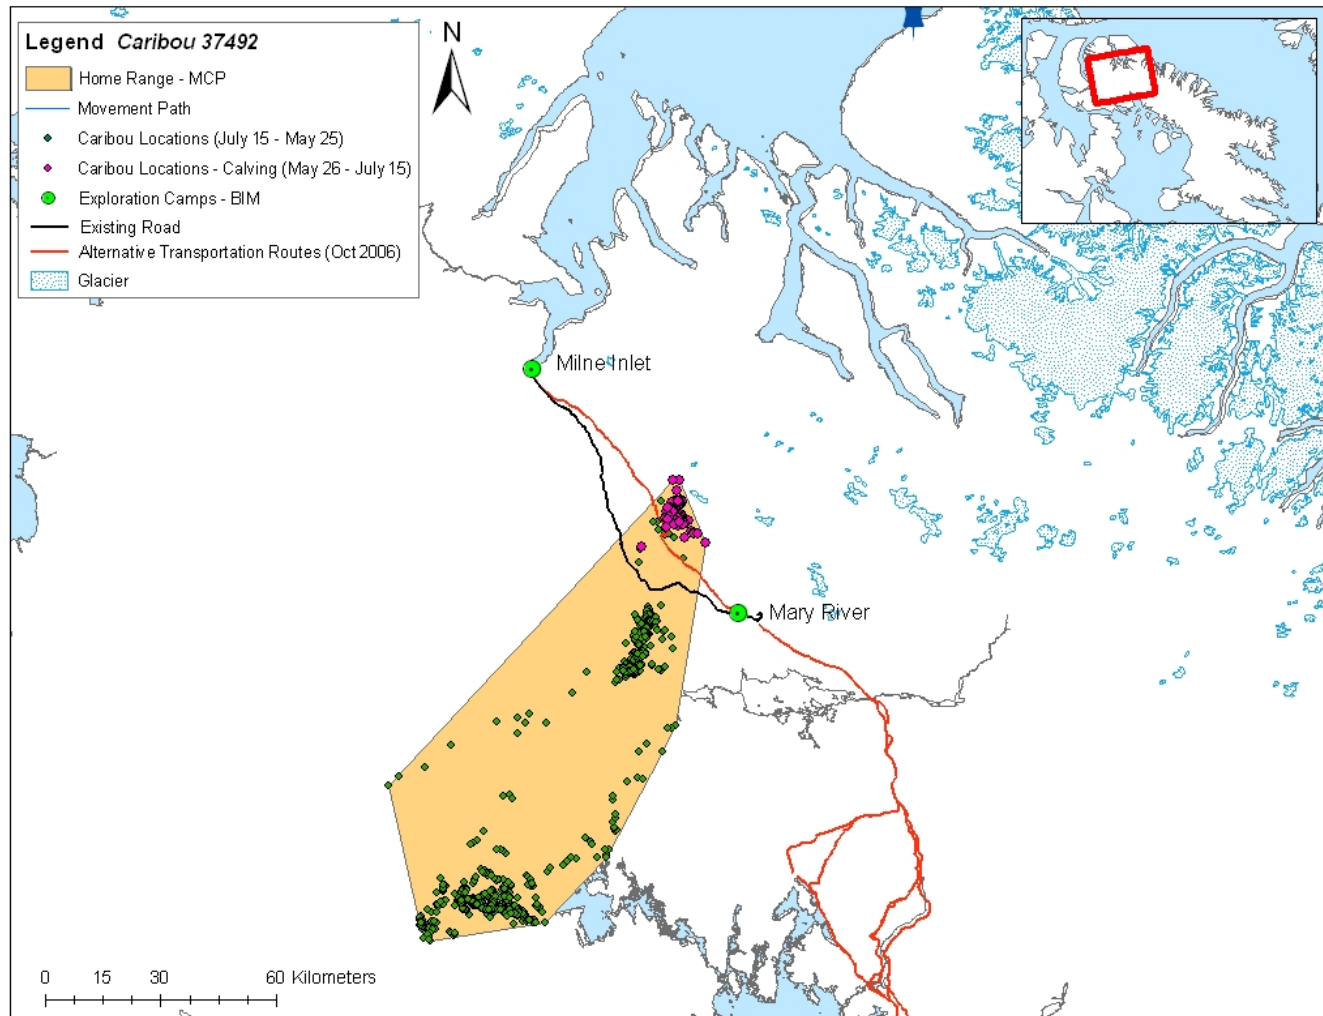 Legend Caribou 37492
Home Range - MCP
Movement Path
Caribou Locations (July 15 - May 25)
Caribou Locations - Calving (May 26 - July 15)
Exploration Camps - BIM
Existing Road
Alternative Transportation Routes (Oct 2006)
Glacier
N
Milne Inlet
Mary River
0 15 30 60 Kilometers